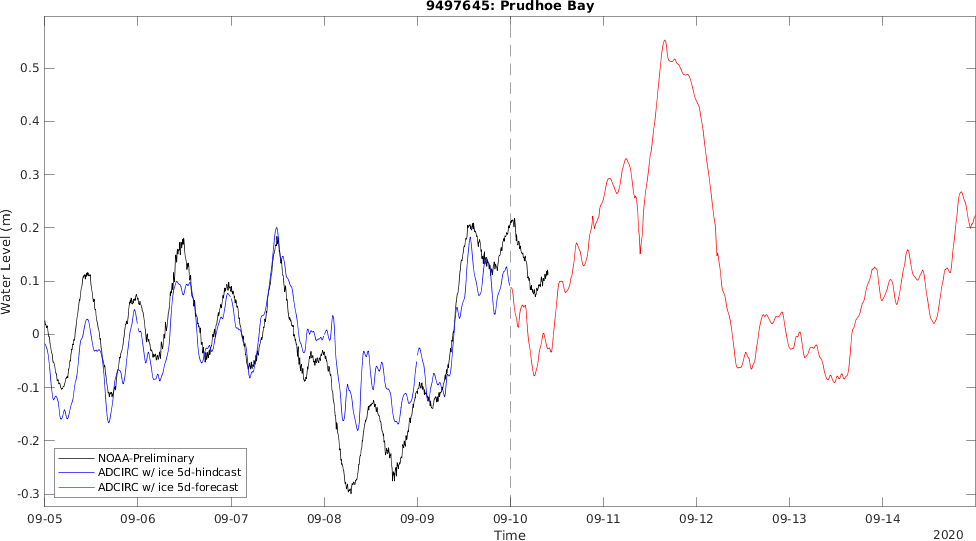 9497645: Prudhoe Bay
Water Level (m)
0.5
0.4
0.3
0.2
0.1
0
-0.1
-0.2
-0.3
NOAA-Preliminary
ADCIRC w/ ice 5d-hindcast
ADCIRC w/ ice 5d-forecast
09-05 09-06 09-07 09-08 09-09 09-10 09-11 09-12 09-13 09-14
Time
2020